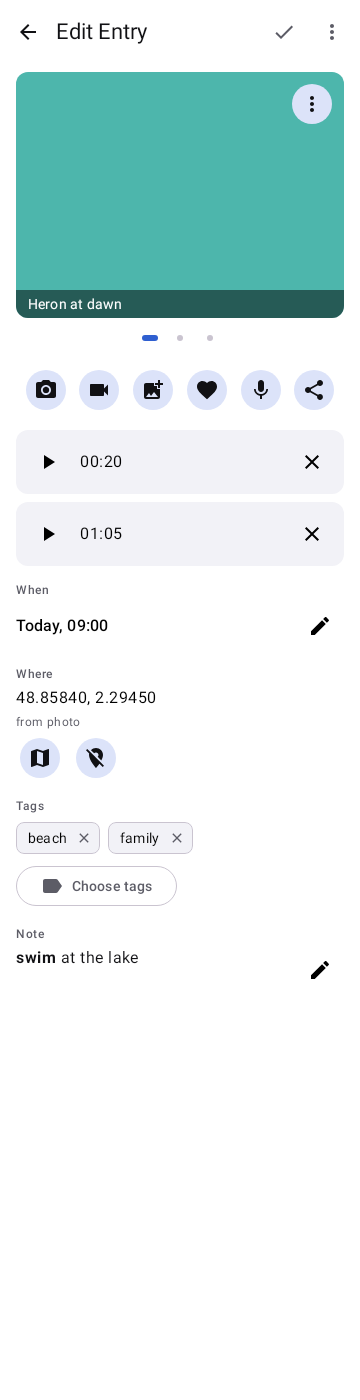 Edit Entry
Heron at dawn
00:20
01:05
When
Today, 09:00
Where
48.85840, 2.29450
from photo
Tags
beach
family
Choose tags
Note
swim at the lake